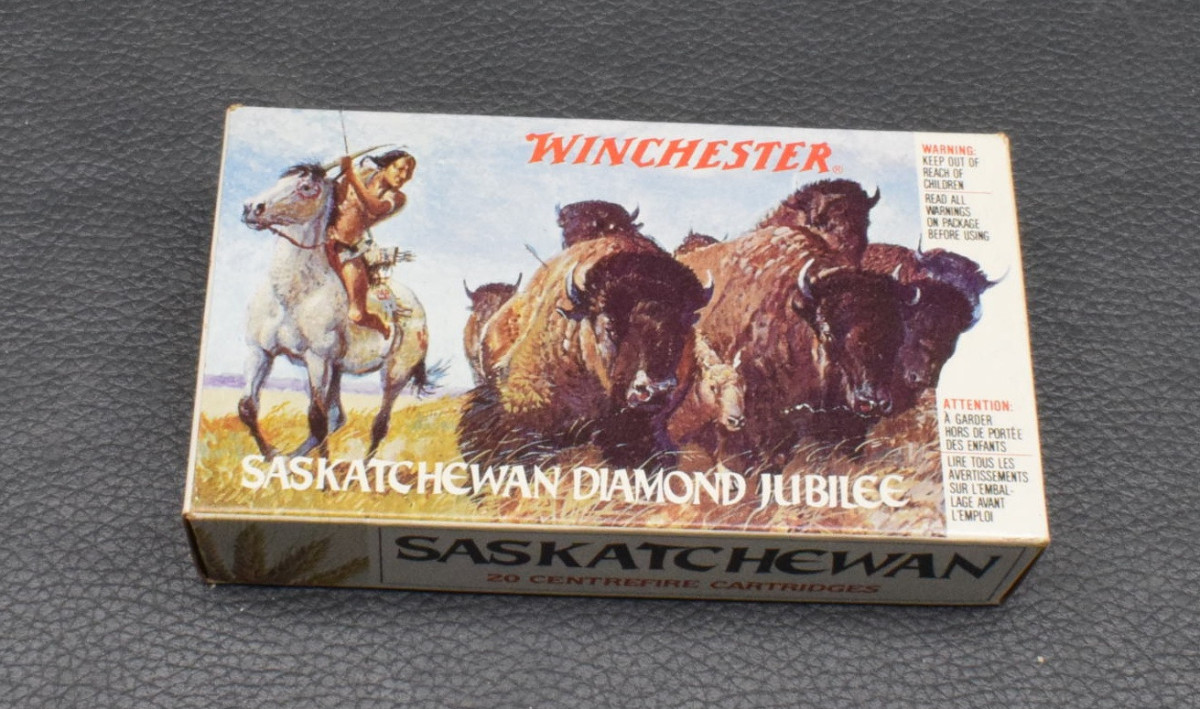 WINCHESTER®
WARNING:
KEEP OUT OF
REACH OF
CHILDREN
READ ALL
WARNINGS
ON PACKAGE
BEFORE USING
ATTENTION:
À GARDER
HORS DE PORTÉE
DES ENFANTS
LIRE TOUS LES
AVERTISSEMENTS
SUR L'EMBAL-
LAGE AVANT
L'EMPLOI
SASKATCHEWAN DIAMOND JUBILEE
SASKATCHEWAN
20 CENTREFIRE CARTRIDGES